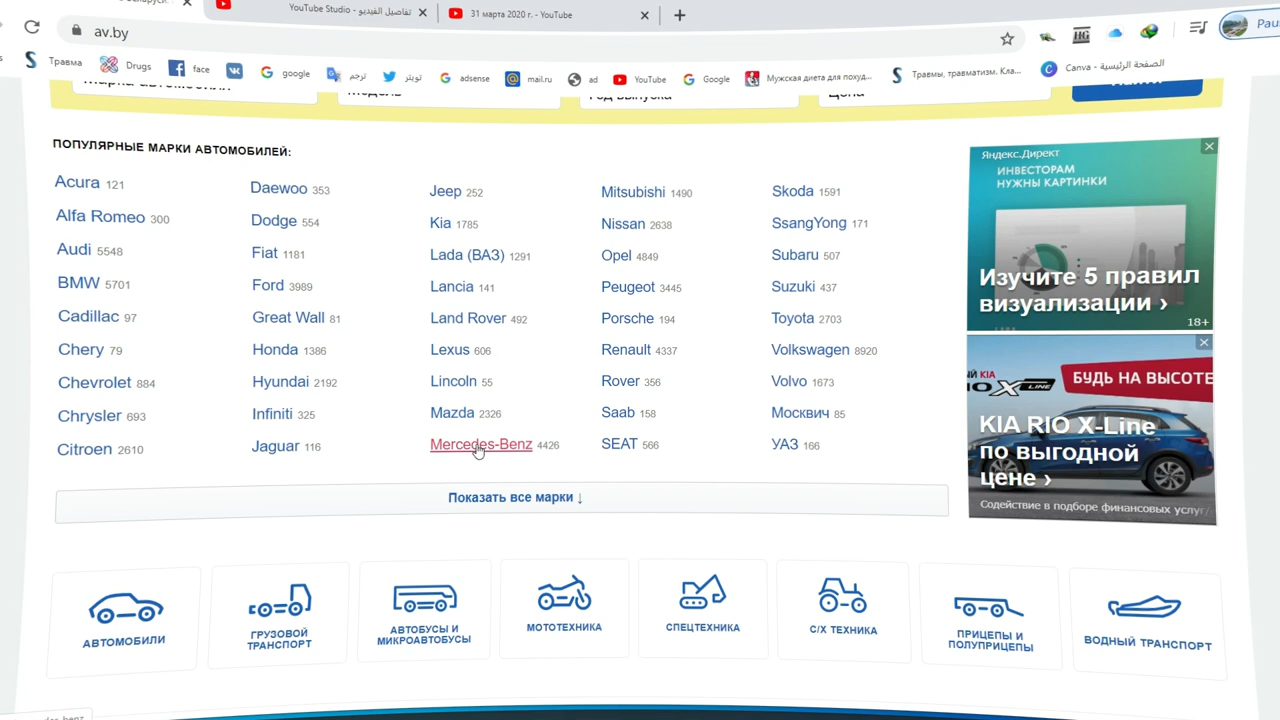 تفاصيل الفيديو - YouTube Studio
31 марта 2020 г. - YouTube
av.by
Травма
Drugs
face
google
ترجم
تويتر
adsense
mail.ru
ad
YouTube
Google
Мужская диета для похуд...
Травмы, травматизм, Кла...
الصفحة الرئيسية - Canva
ПОПУЛЯРНЫЕ МАРКИ АВТОМОБИЛЕЙ:
Acura 121
Alfa Romeo 300
Audi 5548
BMW 5701
Cadillac 97
Chery 79
Chevrolet 884
Chrysler 693
Citroen 2610
Daewoo 353
Dodge 554
Fiat 1181
Ford 3989
Great Wall 81
Honda 1386
Hyundai 2192
Infiniti 325
Jaguar 116
Jeep 252
Kia 1785
Lada (ВАЗ) 1291
Lancia 141
Land Rover 492
Lexus 606
Lincoln 55
Mazda 2326
Mercedes-Benz 4426
Mitsubishi 1490
Nissan 2638
Opel 4849
Peugeot 3445
Porsche 194
Renault 4337
Rover 356
Saab 158
SEAT 566
Skoda 1591
SsangYong 171
Subaru 507
Suzuki 437
Toyota 2703
Volkswagen 8920
Volvo 1673
Москвич 85
УАЗ 166
Показать все марки ↓
Яндекс.Директ
ИНВЕСТОРАМ
НУЖНЫ КАРТИНКИ
Изучите 5 правил
визуализации ›
18+
KIA
X-LINE
БУДЬ НА ВЫСОТЕ
KIA RIO X-Line
по выгодной
цене ›
Содействие в подборе финансовых услуг/
АВТОМОБИЛИ
ГРУЗОВОЙ
ТРАНСПОРТ
АВТОБУСЫ И
МИКРОАВТОБУСЫ
МОТОТЕХНИКА
СПЕЦТЕХНИКА
С/Х ТЕХНИКА
ПРИЦЕПЫ И
ПОЛУПРИЦЕПЫ
ВОДНЫЙ ТРАНСПОРТ